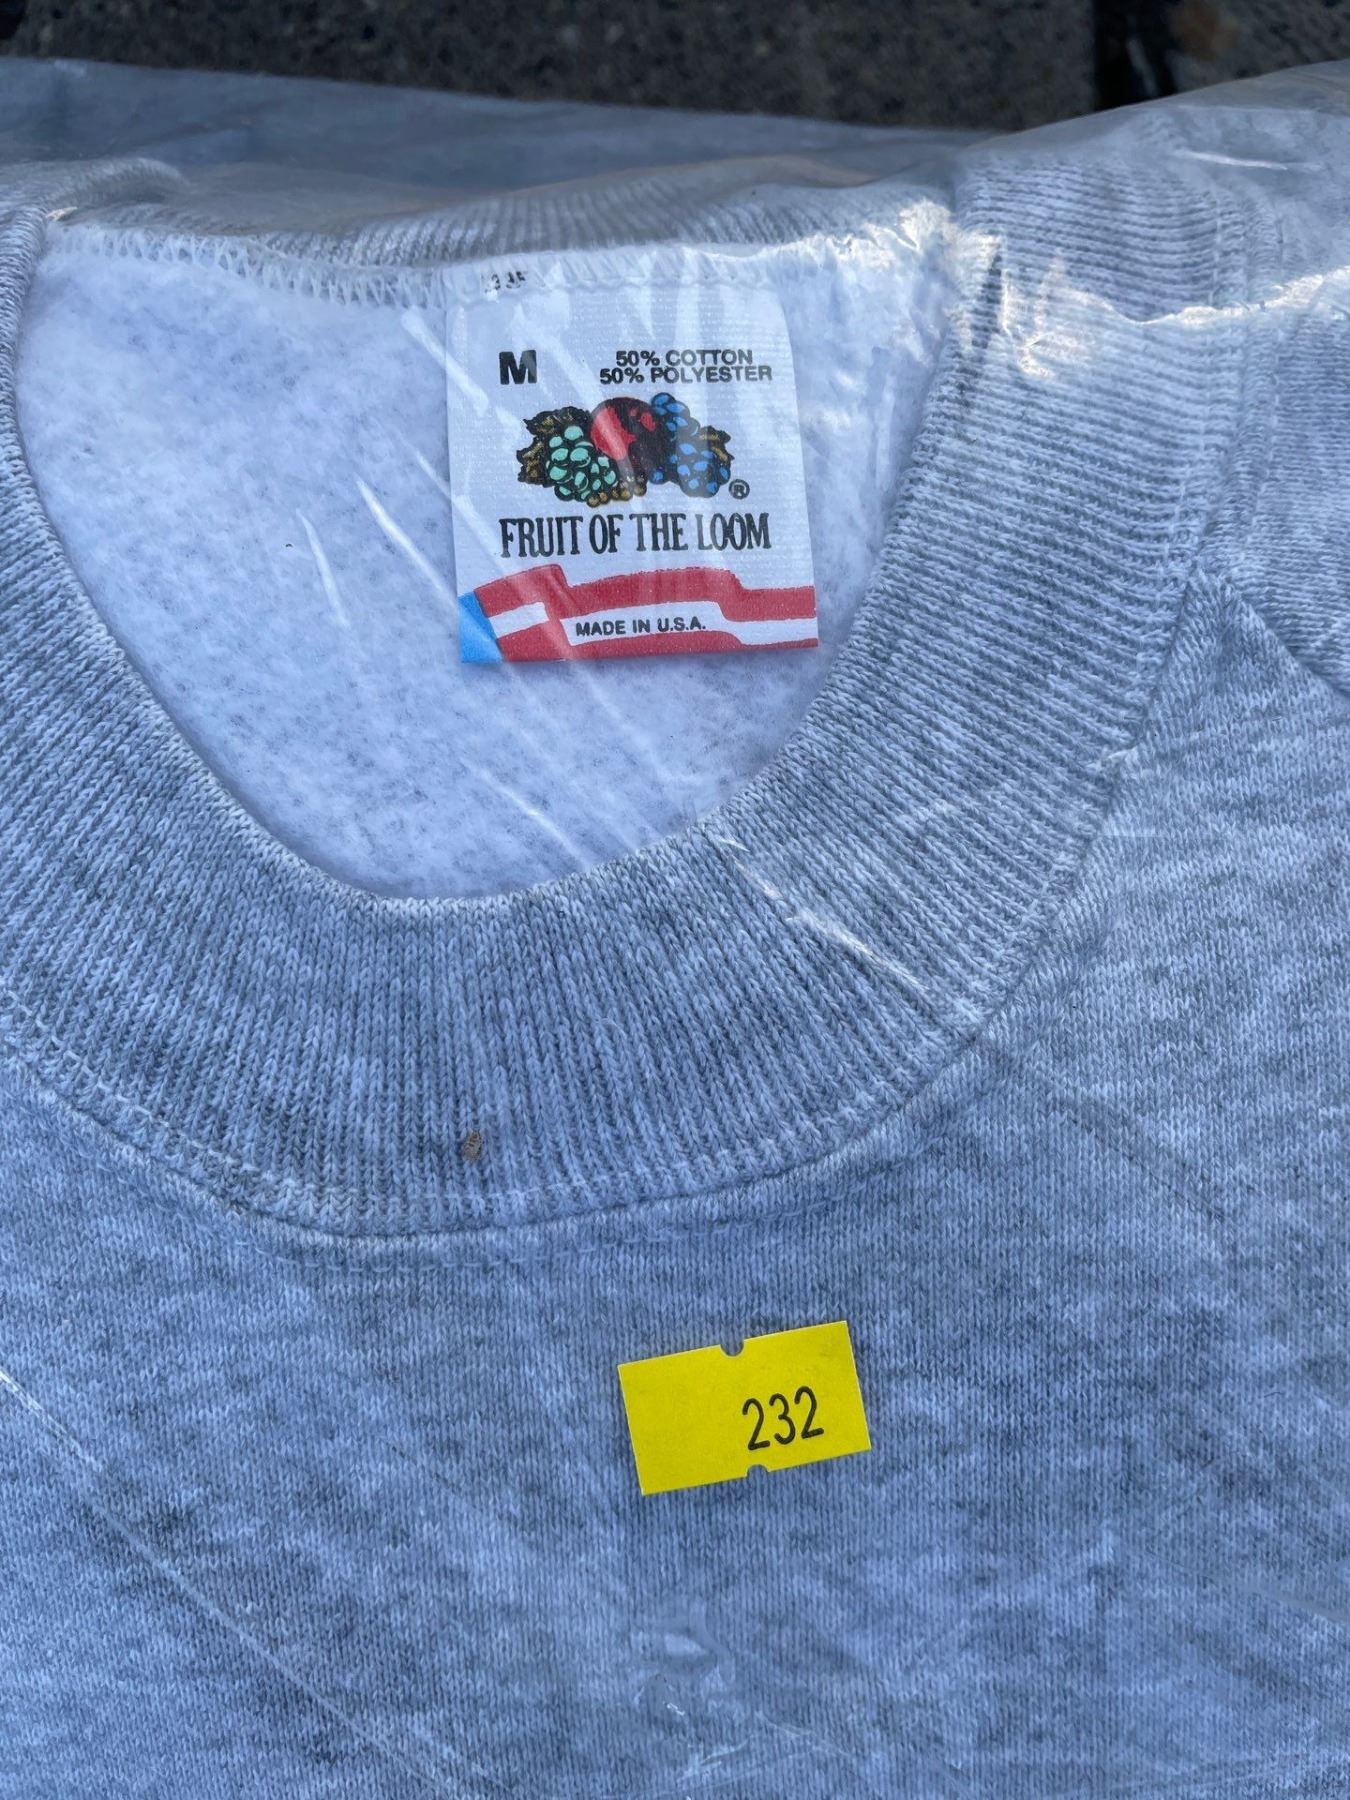 M
50% COTTON
50% POLYESTER
®
FRUIT OF THE LOOM
MADE IN U.S.A.
232